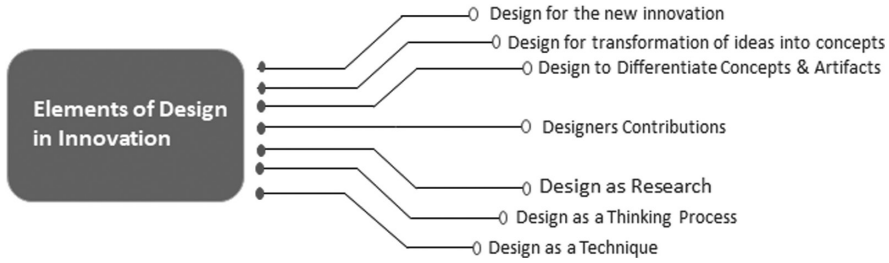 Elements of Design
in Innovation
Design for the new innovation
Design for transformation of ideas into concepts
Design to Differentiate Concepts & Artifacts
Designers Contributions
Design as Research
Design as a Thinking Process
Design as a Technique